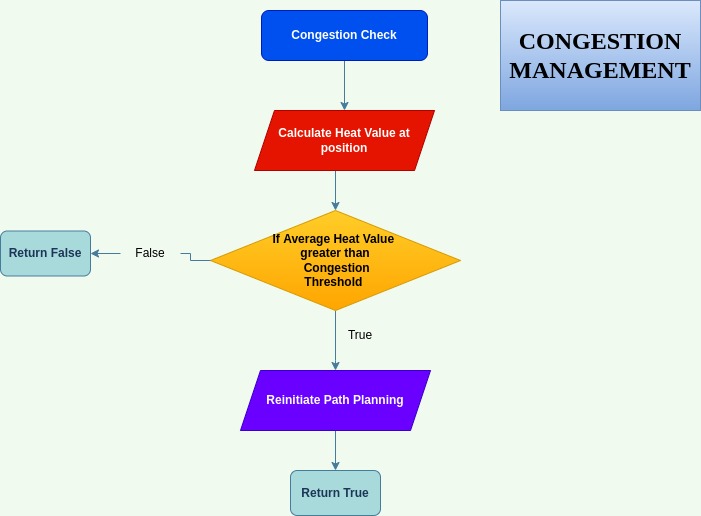 Congestion Check
CONGESTION
MANAGEMENT
Calculate Heat Value at
position
If Average Heat Value
greater than
Congestion
Threshold
Return False
False
True
Reinitiate Path Planning
Return True